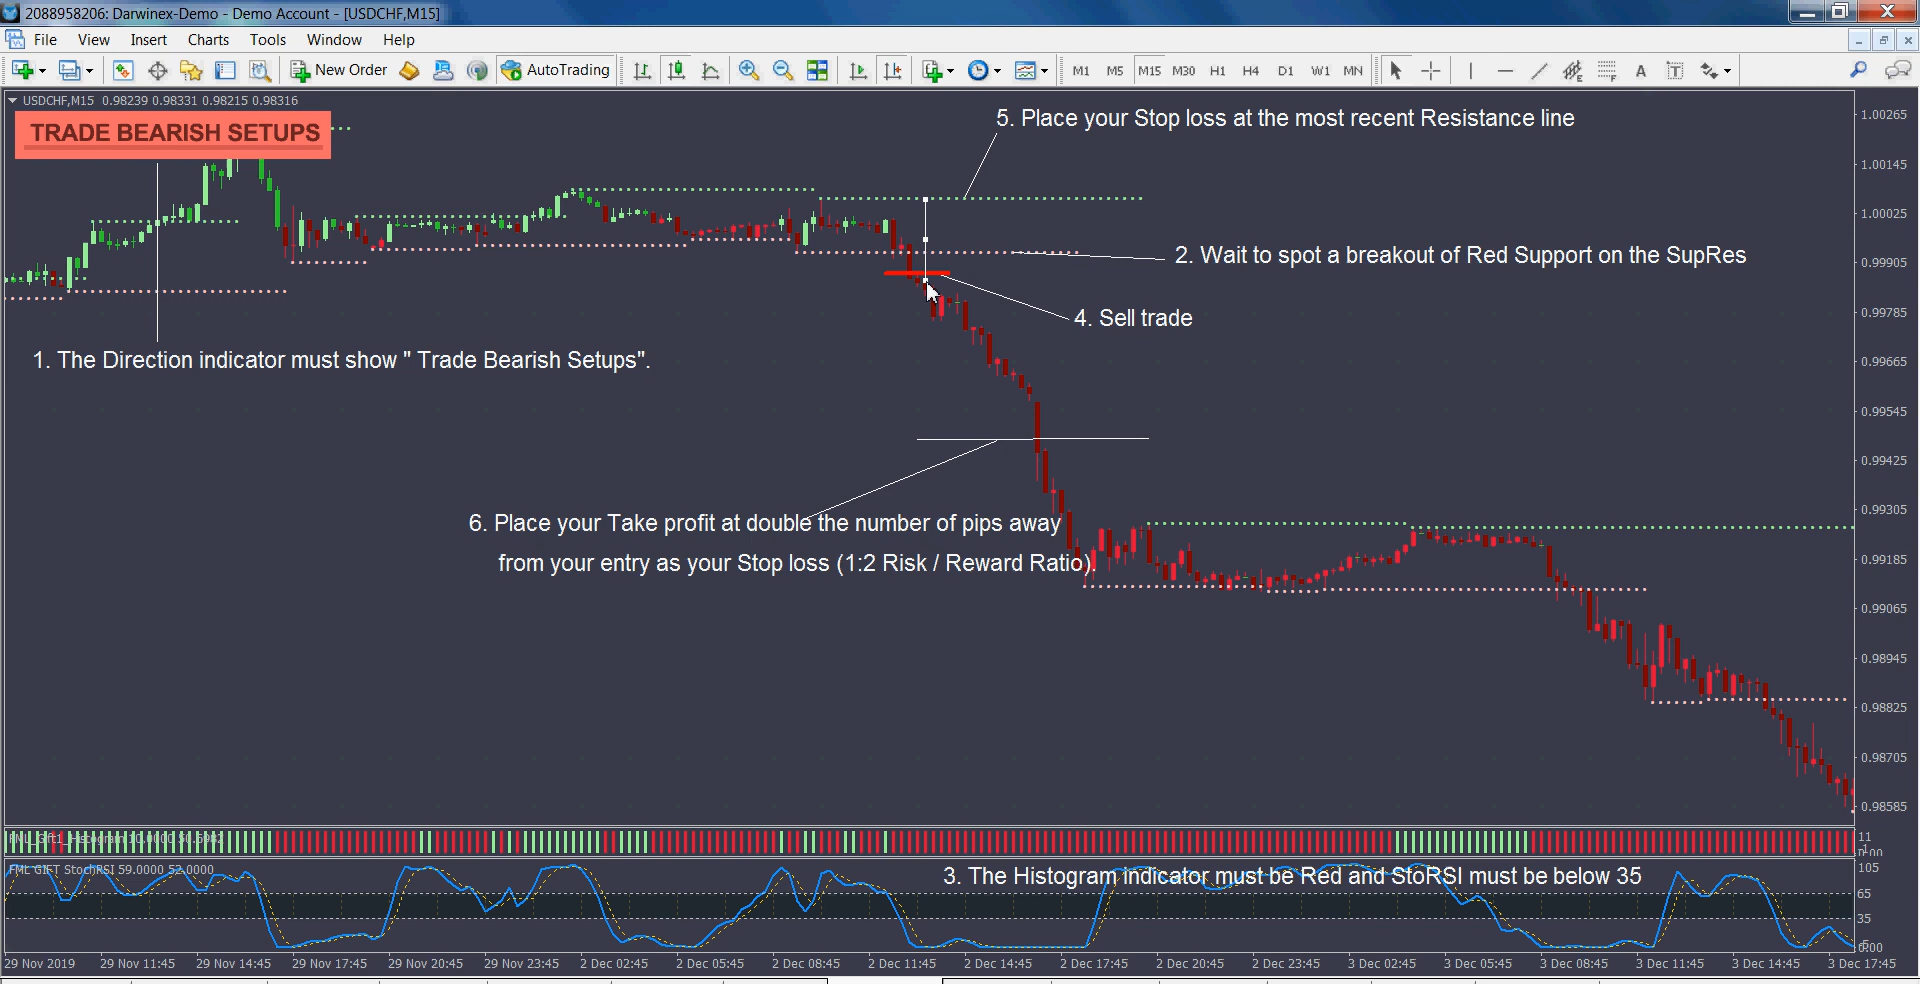 2088958206: Darwinex-Demo - Demo Account - [USDCHF,M15]
File View Insert Charts Tools Window Help
New Order AutoTrading M1 M5 M15 M30 H1 H4 D1 W1 MN
USDCHF,M15 0.98239 0.98331 0.98215 0.98316
TRADE BEARISH SETUPS
5. Place your Stop loss at the most recent Resistance line
2. Wait to spot a breakout of Red Support on the SupRes
4. Sell trade
1. The Direction indicator must show " Trade Bearish Setups".
6. Place your Take profit at double the number of pips away
from your entry as your Stop loss (1:2 Risk / Reward Ratio).
1.00265
1.00145
1.00025
0.99905
0.99785
0.99665
0.99545
0.99425
0.99305
0.99185
0.99065
0.98945
0.98825
0.98705
0.98585
11
FML GIFT StochRSI 59.0000 52.0000
3. The Histogram indicator must be Red and StoRSI must be below 35
105
65
35
29 Nov 2019 29 Nov 11:45 29 Nov 14:45 29 Nov 17:45 29 Nov 20:45 29 Nov 23:45 2 Dec 02:45 2 Dec 05:45 2 Dec 08:45 2 Dec 11:45 2 Dec 14:45 2 Dec 17:45 2 Dec 20:45 2 Dec 23:45 3 Dec 02:45 3 Dec 05:45 3 Dec 08:45 3 Dec 11:45 3 Dec 14:45 3 Dec 17:45